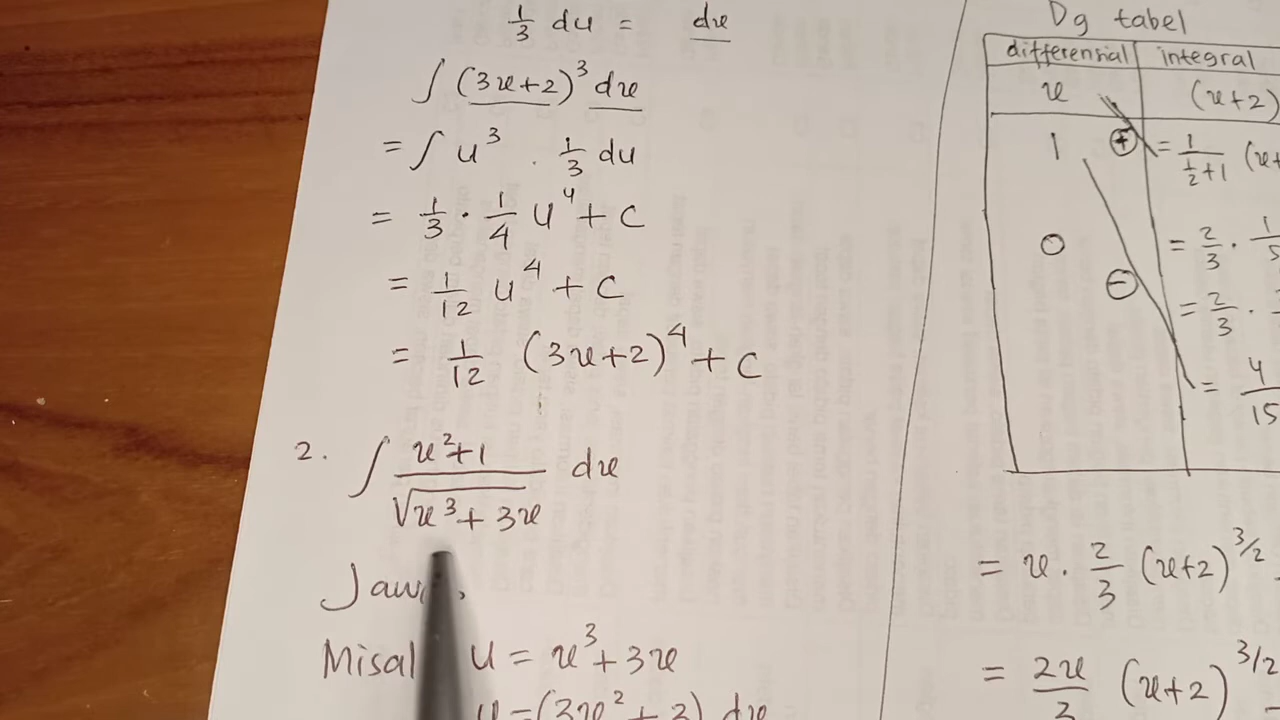 1/3 du = dx
∫ (3x+2)³ dx
= ∫ u³ . 1/3 du
= 1/3 . 1/4 u⁴ + C
= 1/12 u⁴ + C
= 1/12 (3x+2)⁴ + C
2. ∫ (x²+1)/√(x³+3x) dx
Misal u = x³+3x
Dg tabel
differensial integral
x (x+2)
1 + = 1/(1/2+1)
0 = 2/3 .
- = 2/3 .
= 4/15
= x . 2/3 (x+2)^3/2
= 2x/3 (x+2)^3/2